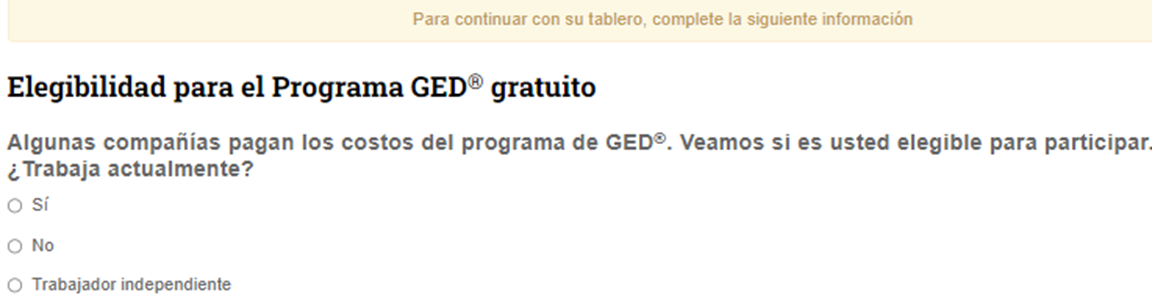 Para continuar con su tablero, complete la siguiente información
Elegibilidad para el Programa GED® gratuito
Algunas compañías pagan los costos del programa de GED®. Veamos si es usted elegible para participar.
¿Trabaja actualmente?
Sí
No
Trabajador independiente